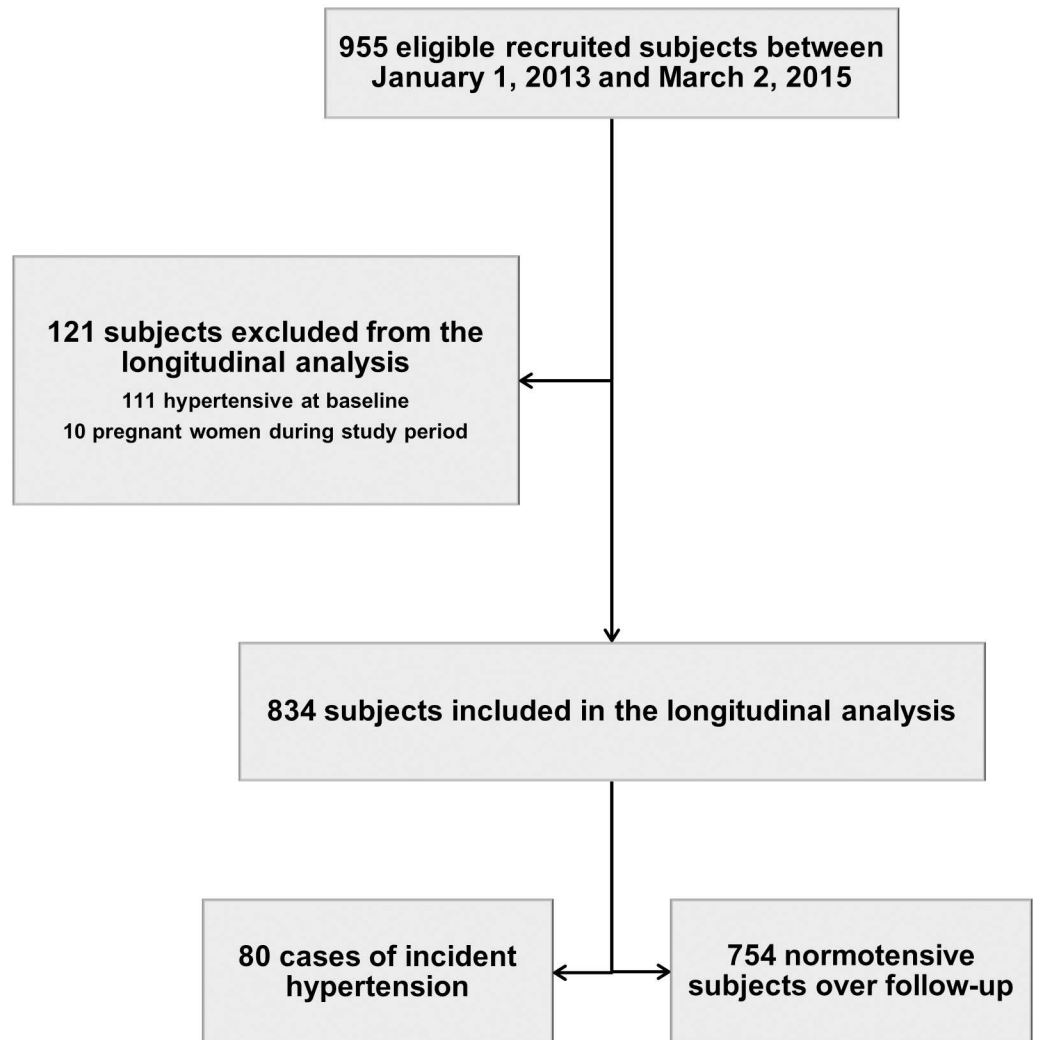 955 eligible recruited subjects between
January 1, 2013 and March 2, 2015
121 subjects excluded from the
longitudinal analysis
111 hypertensive at baseline
10 pregnant women during study period
834 subjects included in the longitudinal analysis
80 cases of incident
hypertension
754 normotensive
subjects over follow-up